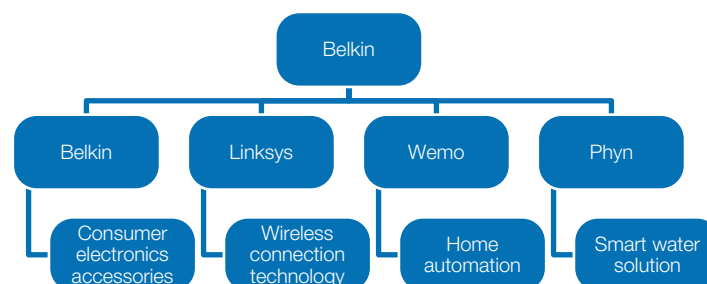 Belkin
Belkin
Linksys
Wemo
Phyn
Consumer
electronics
accessories
Wireless
connection
technology
Home
automation
Smart water
solution